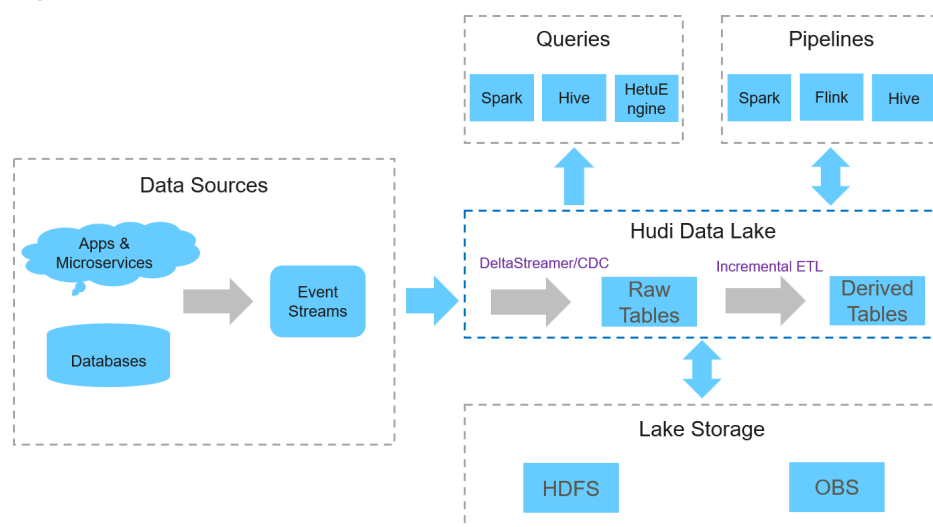 Queries
Pipelines
Spark
Hive
HetuE
ngine
Spark
Flink
Hive
Data Sources
Apps &
Microservices
Event
Streams
Databases
Hudi Data Lake
DeltaStreamer/CDC
Raw
Tables
Incremental ETL
Derived
Tables
Lake Storage
HDFS
OBS